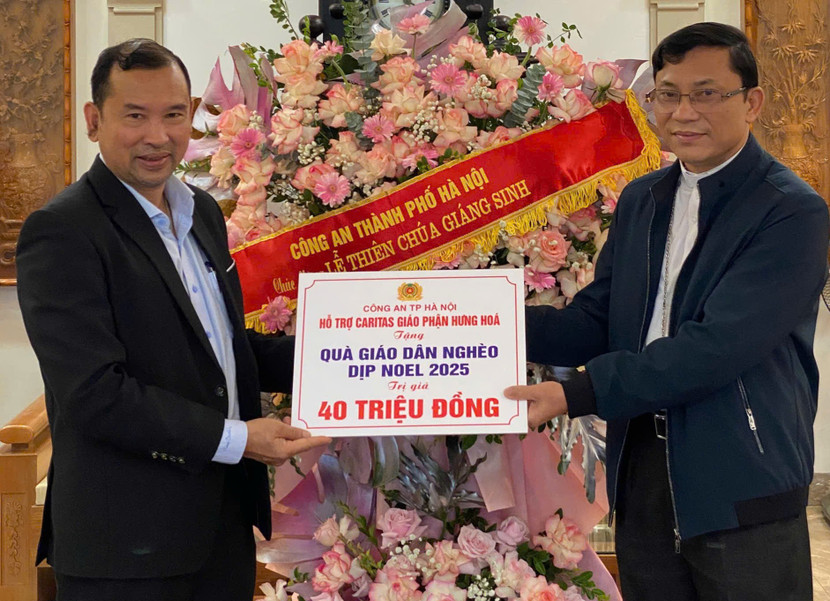 CÔNG AN THÀNH PHỐ HÀ NỘI
Chúc LỄ THIÊN CHÚA GIÁNG SINH
CÔNG AN TP HÀ NỘI
HỖ TRỢ CARITAS GIÁO PHẬN HƯNG HOÁ
Tặng
QUÀ GIÁO DÂN NGHÈO
DỊP NOEL 2025
Trị giá
40 TRIỆU ĐỒNG